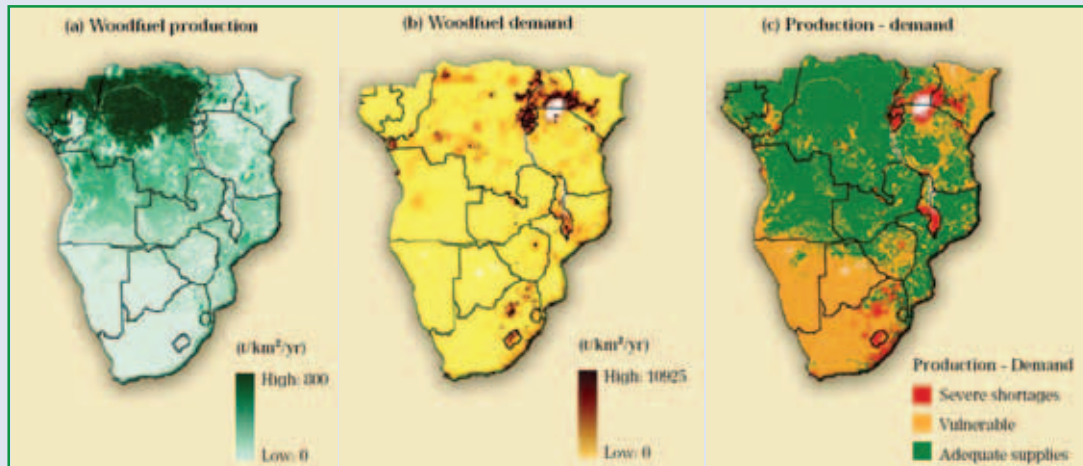 (a) Woodfuel production
(b) Woodfuel demand
(c) Production - demand
(t/km²/yr)
High: 800
Low: 0
(t/km²/yr)
High: 10925
Low: 0
Production - Demand
Severe shortages
Vulnerable
Adequate supplies